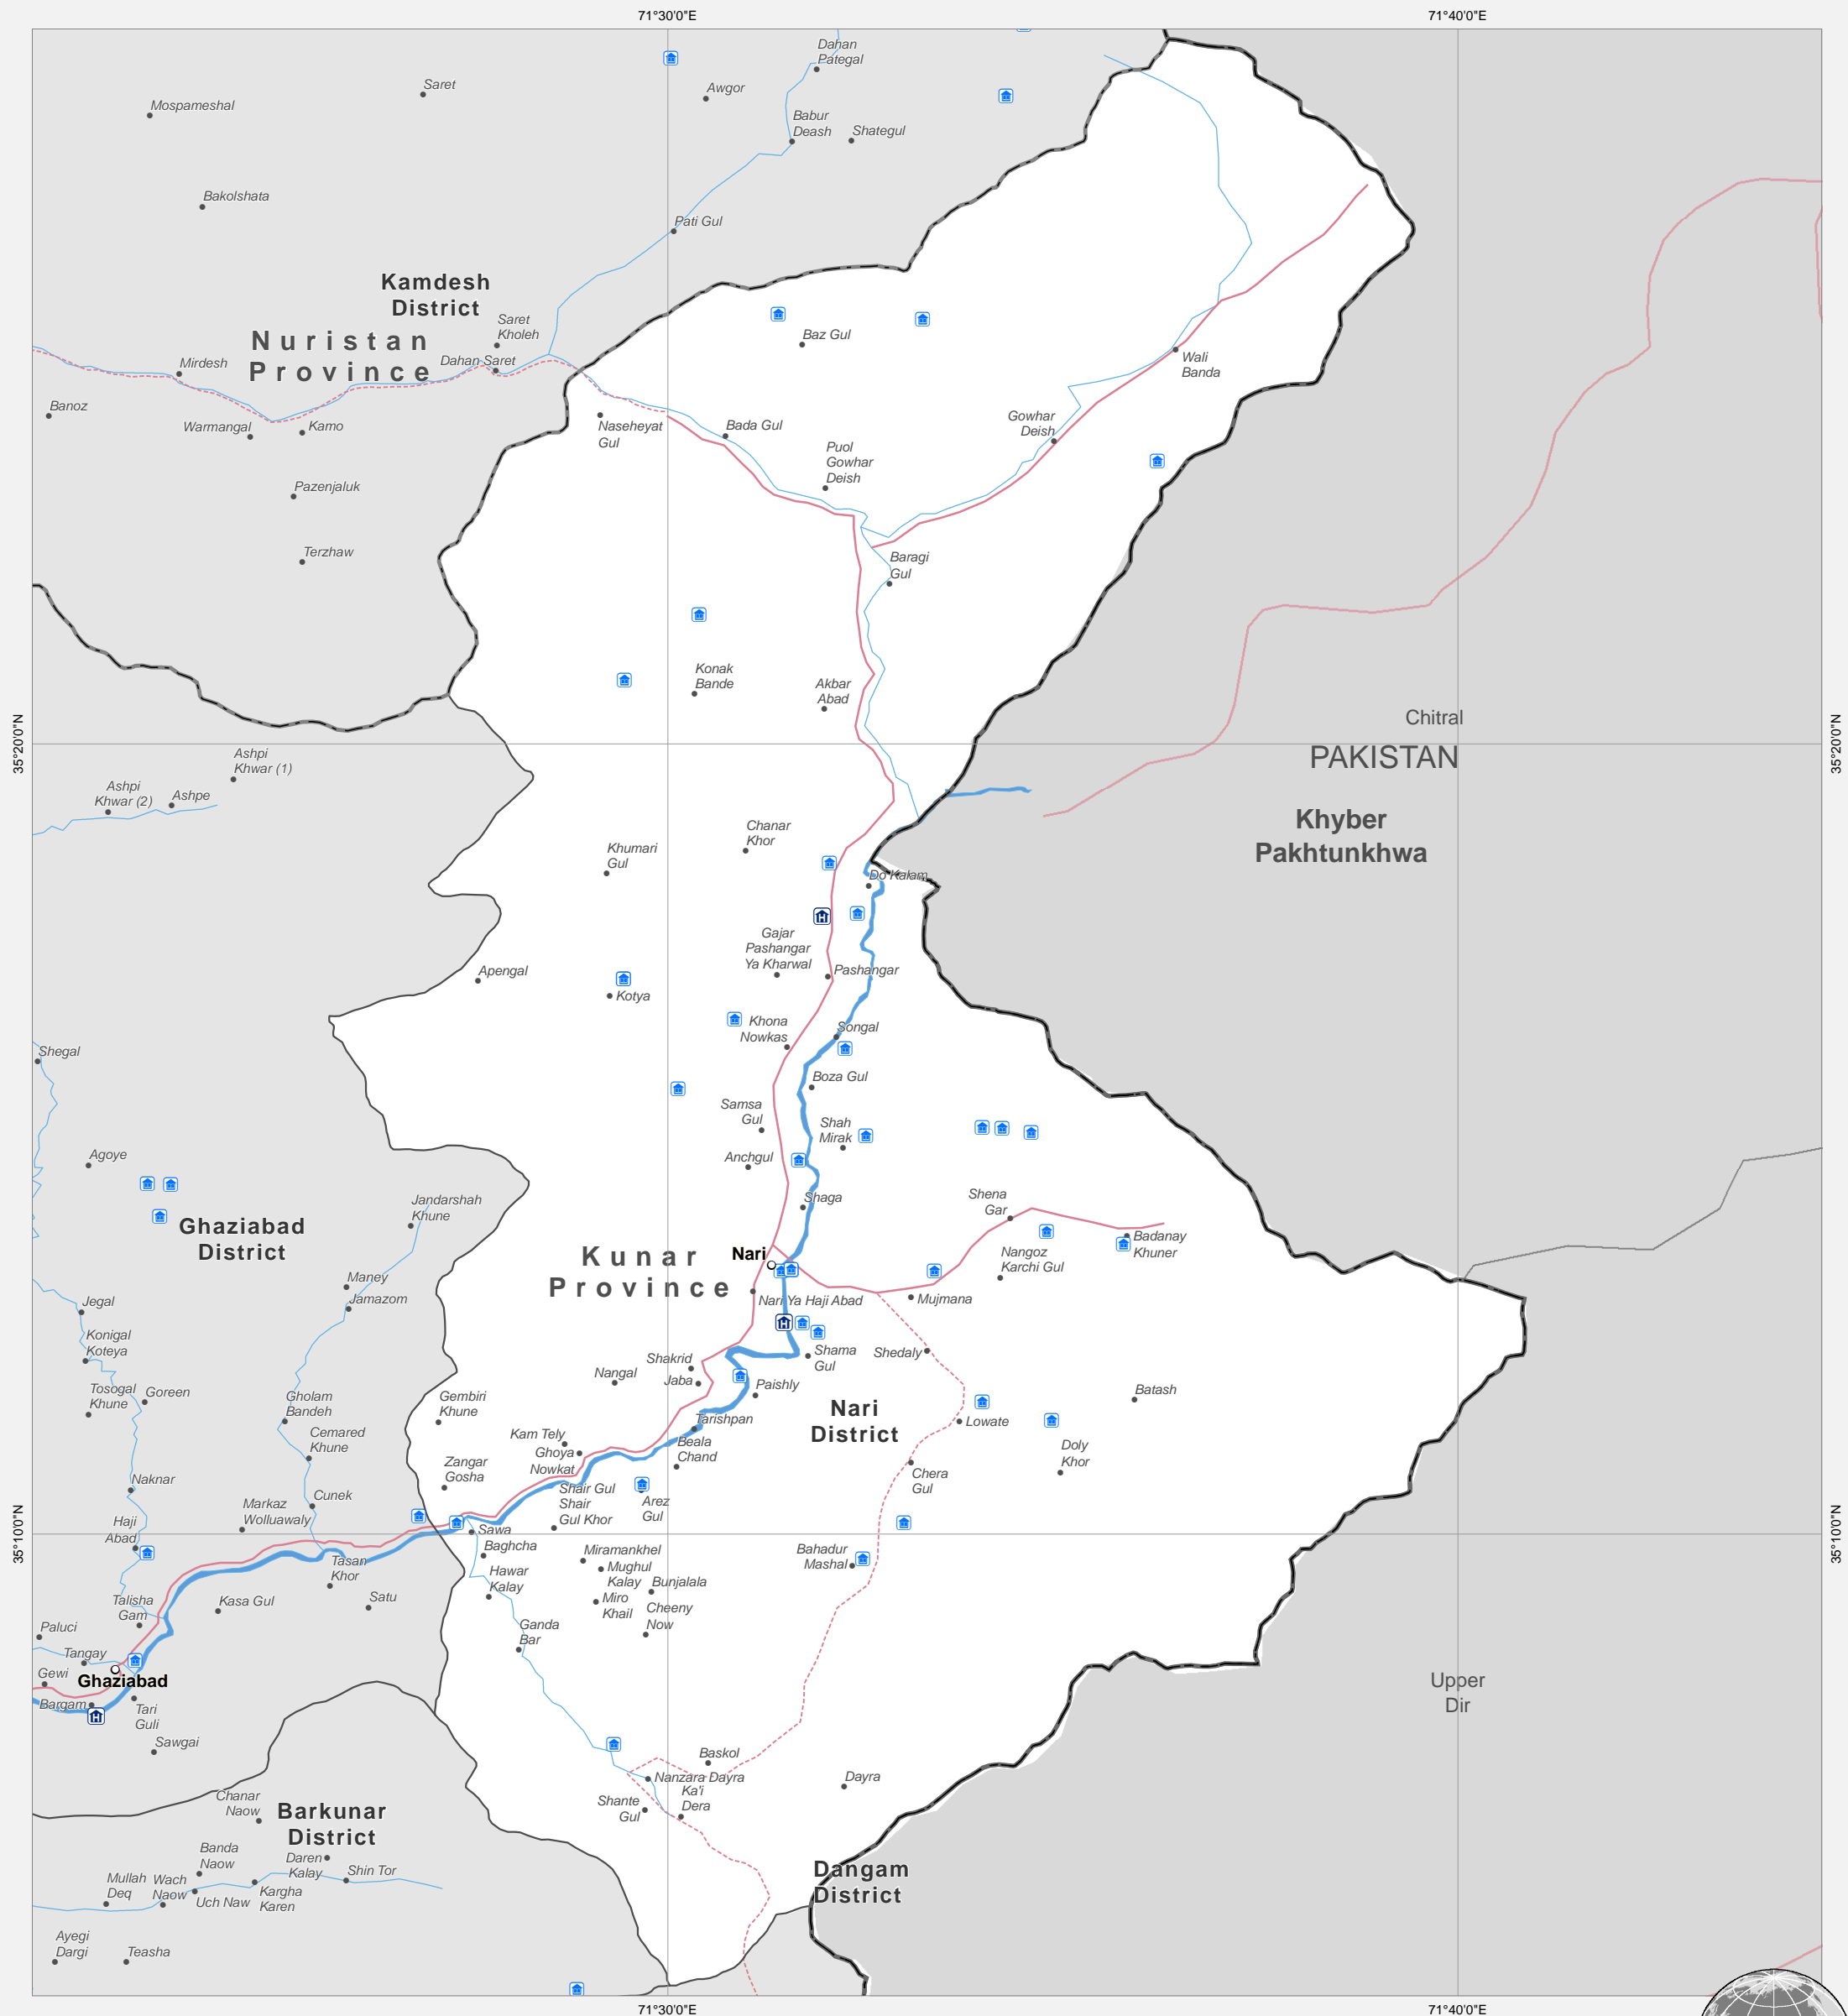 71°30'0"E
71°40'0"E
Dahan
Pategal
Saret
Awgor
Mospameshal
Babur
Deash
Shategul
Bakolshata
Pati Gul
Kamdesh
District
Saret
Kholeh
Nuristan
Province
Baz Gul
Mirdesh
Dahan Saret
Wali
Banda
Banoz
Warmangal
Kamo
Naseheyat
Gul
Bada Gul
Gowhar
Deish
Puol
Gowhar
Deish
Pazenjaluk
Terzhaw
Baragi
Gul
Konak
Bande
Akbar
Abad
Chitral
35°20'0"N
35°20'0"N
PAKISTAN
Ashpi
Khwar (1)
Ashpi
Khwar (2)
Ashpe
Khyber
Pakhtunkhwa
Chanar
Khor
Khumari
Gul
Do Kalam
Gajar
Pashangar
Ya Kharwal
Pashangar
Apengal
Kotya
Khona
Nowkas
Songal
Shegal
Boza Gul
Samsa
Gul
Shah
Mirak
Agoye
Anchgul
Shaga
Shena
Gar
Jandarshah
Khune
Ghaziabad
District
Badanay
Khuner
Nari
Kunar
Province
Nangoz
Karchi Gul
Maney
Jamazom
Nari Ya Haji Abad
Mujmana
Jegal
Konigal
Koteya
Shama
Gul
Shedaly
Shakrid
Nangal
Jaba
Paishly
Batash
Tosogal
Khune
Goreen
Gholam
Bandeh
Gembiri
Khune
Nari
District
Tarishpan
Lowate
Cemared
Khune
Kam Tely
Ghoya
Nowkat
Beala
Chand
Doly
Khor
Zangar
Gosha
Chera
Gul
Naknar
Shair Gul
Shair
Gul Khor
Arez
Gul
Cunek
Markaz
Wolluawaly
Haji
Abad
Sawa
35°10'0"N
35°10'0"N
Baghcha
Miramankhel
Bahadur
Mashal
Tasan
Khor
Hawar
Kalay
Mughul
Kalay
Bunjalala
Talisha
Gam
Kasa Gul
Satu
Miro
Khail
Cheeny
Now
Paluci
Ganda
Bar
Tangay
Gewi
Ghaziabad
Upper
Dir
Bargam
Tari
Guli
Sawgai
Baskol
Nanzara Dayra
Dayra
Ka'i
Dera
Shante
Gul
Chanar
Naow
Barkunar
District
Banda
Naow
Daren
Kalay
Shin Tor
Dangam
District
Mullah
Deq
Wach
Naow
Uch Naw
Kargha
Karen
Ayegi
Dargi
Teasha
71°30'0"E
71°40'0"E